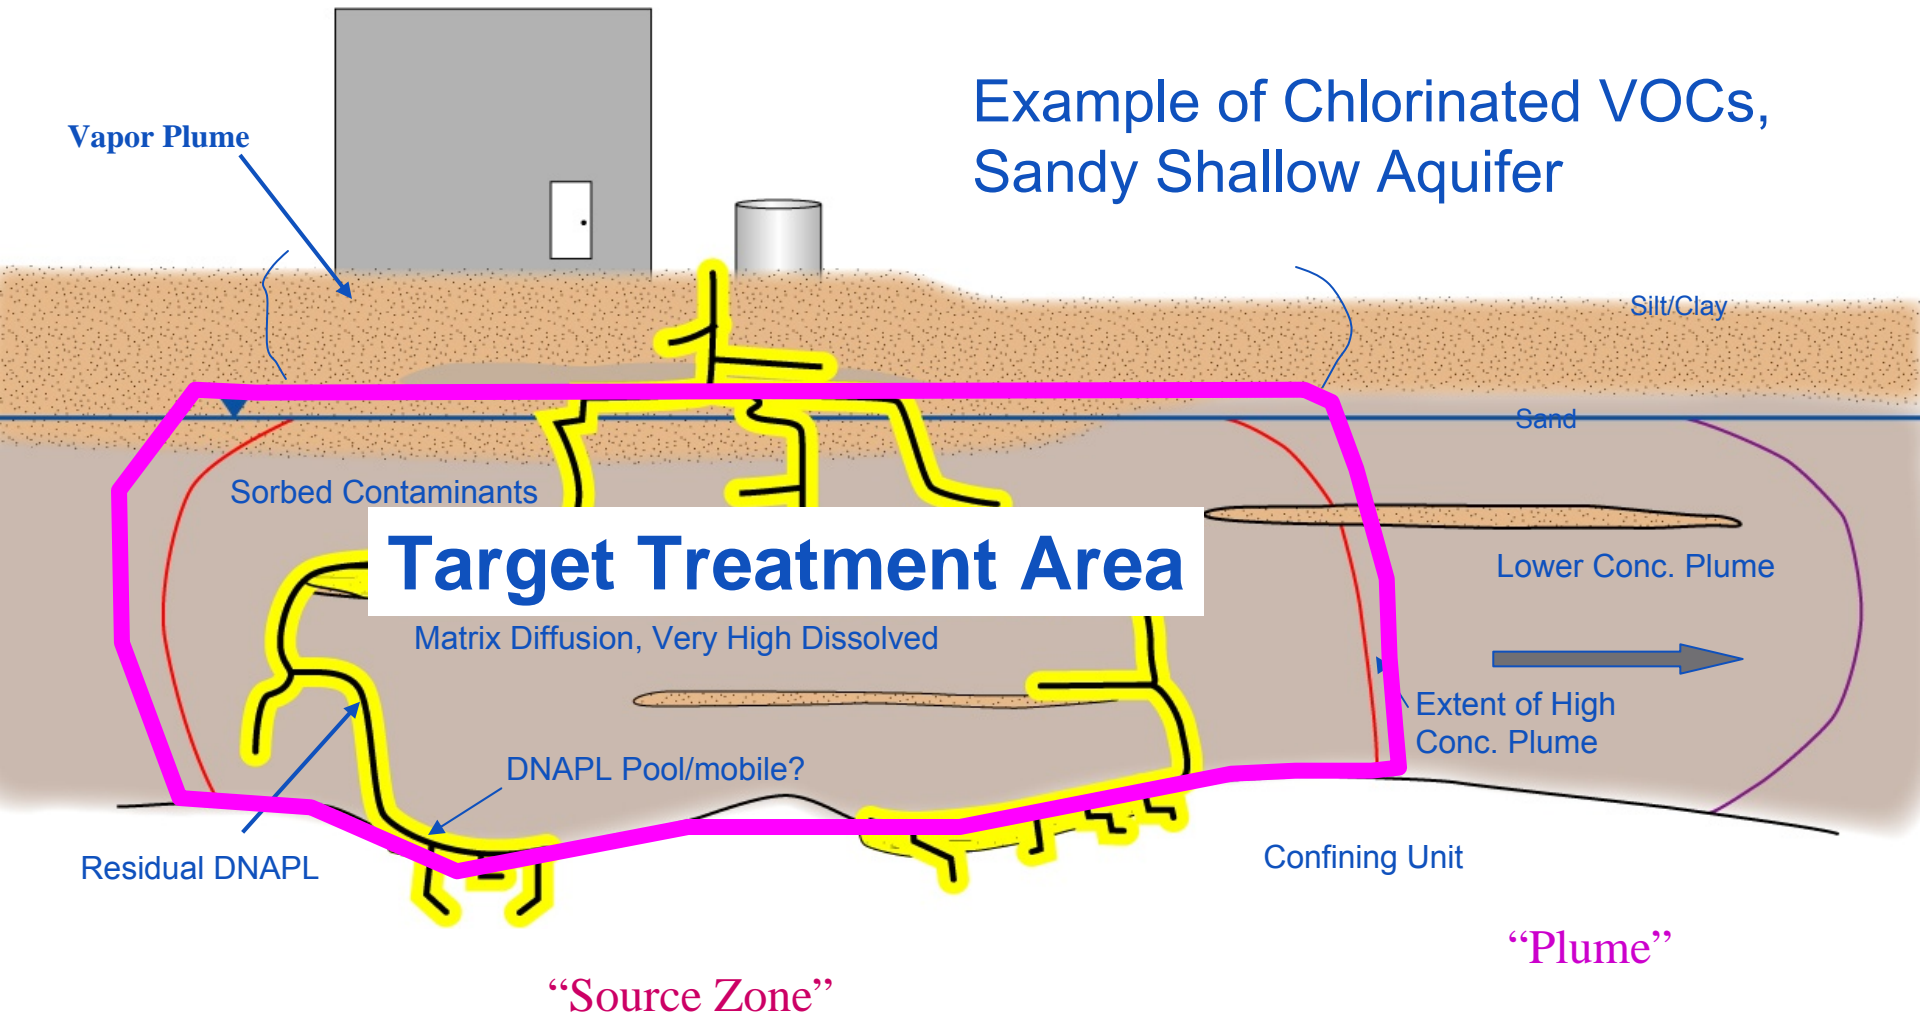 Example of Chlorinated VOCs,
Sandy Shallow Aquifer
Vapor Plume
Silt/Clay
Sand
Sorbed Contaminants
Target Treatment Area
Lower Conc. Plume
Matrix Diffusion, Very High Dissolved
Extent of High
Conc. Plume
DNAPL Pool/mobile?
Residual DNAPL
Confining Unit
“Plume”
“Source Zone”